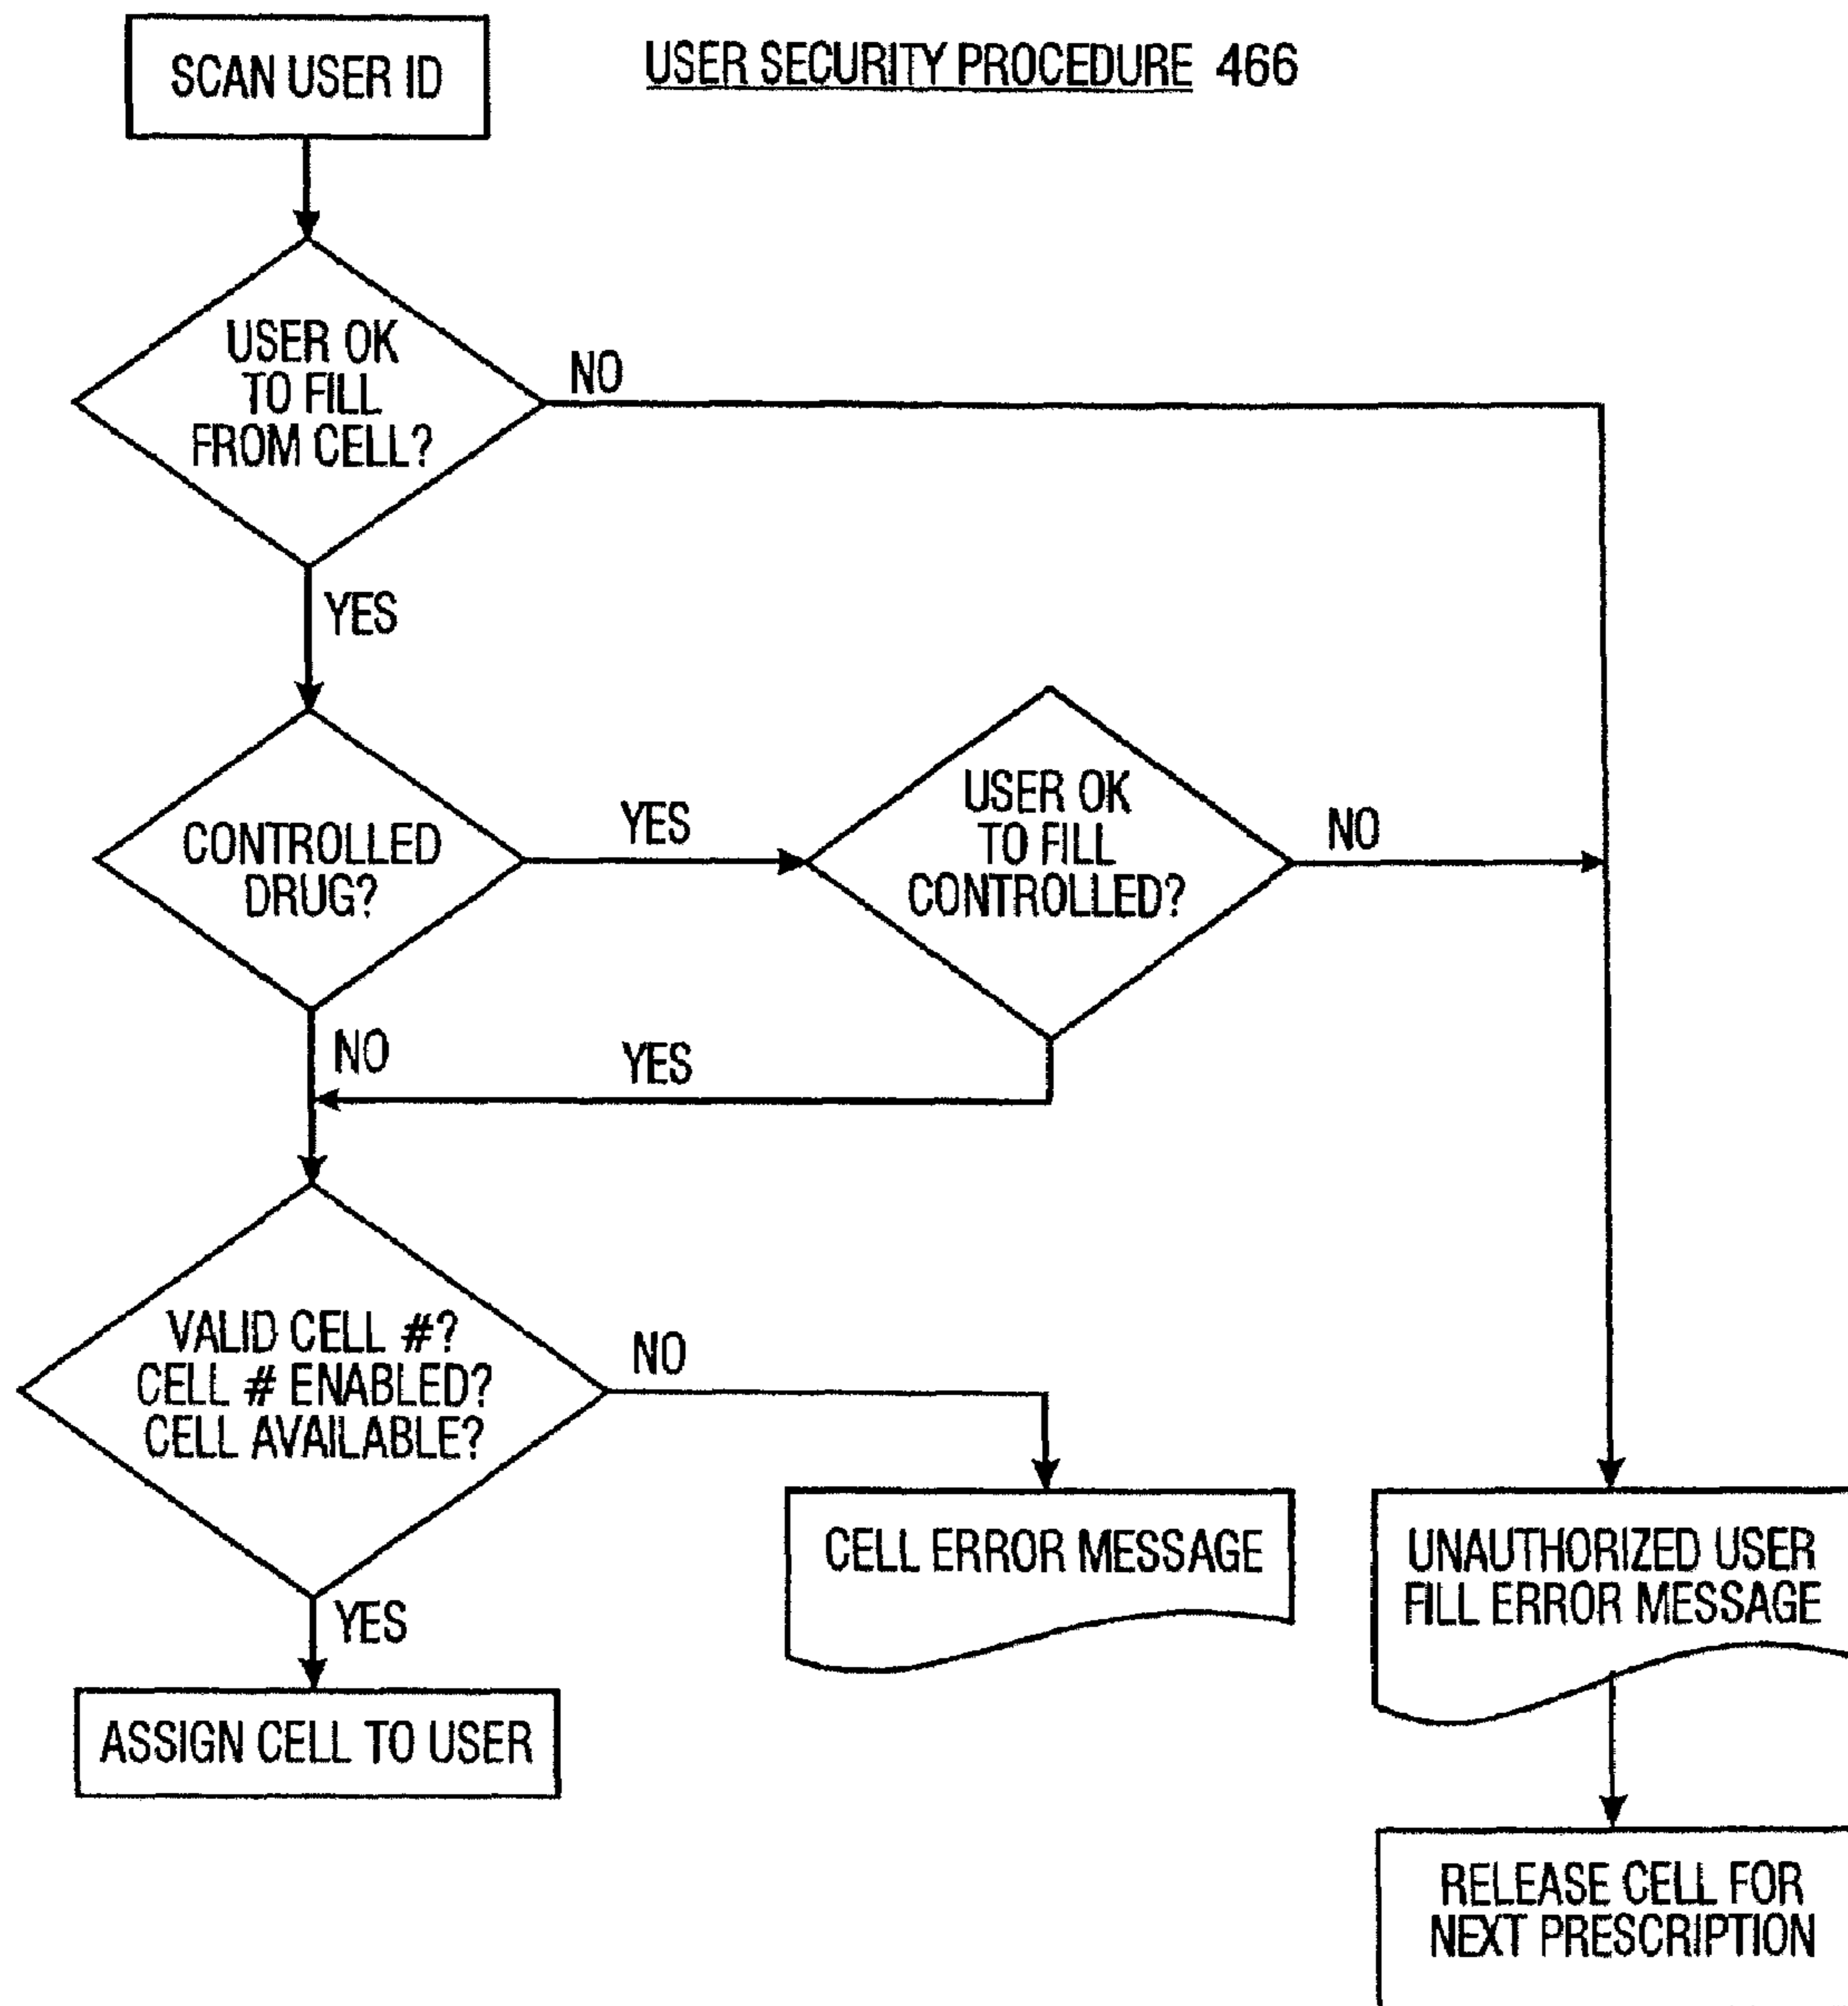 SCAN USER ID
USER SECURITY PROCEDURE 466
USER OK
TO FILL
FROM CELL?
NO
YES
CONTROLLED
DRUG?
YES
USER OK
TO FILL
CONTROLLED?
NO
NO
YES
VALID CELL #?
CELL # ENABLED?
CELL AVAILABLE?
NO
YES
CELL ERROR MESSAGE
UNAUTHORIZED USER
FILL ERROR MESSAGE
ASSIGN CELL TO USER
RELEASE CELL FOR
NEXT PRESCRIPTION